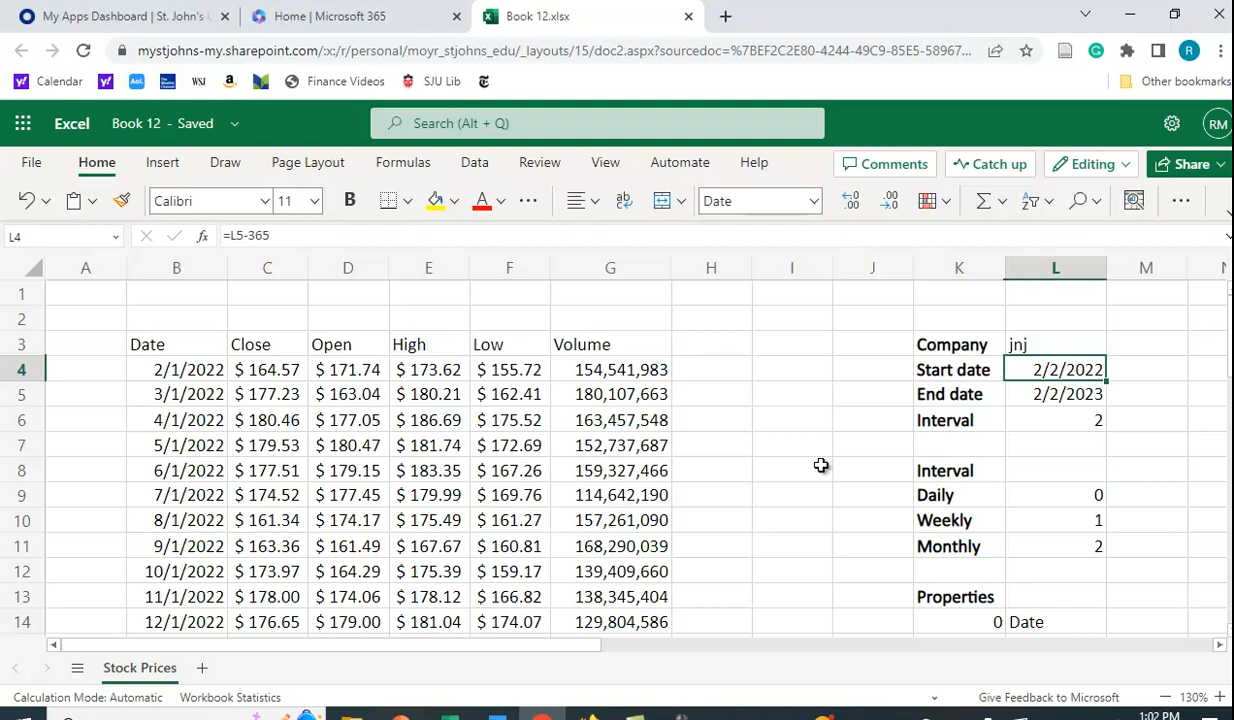 My Apps Dashboard | St. John's
Home | Microsoft 365
Book 12.xlsx
mystjohns-my.sharepoint.com/:x:/r/personal/moyr_stjohns_edu/_layouts/15/doc2.aspx?sourcedoc=%7BEF2C2E80-4244-49C9-85E5-58967...
R
Calendar
Aol.
WSJ
Finance Videos
SJU Lib
Other bookmarks
Excel
Book 12 - Saved
Search (Alt + Q)
RM
File Home Insert Draw Page Layout Formulas Data Review View Automate Help
Comments
Catch up
Editing
Share
Calibri 11 B A ab Date
L4 fx =L5-365
A B C D E F G H I J K L M N
1
2
3 Date Close Open High Low Volume Company jnj
4 2/1/2022 $ 164.57 $ 171.74 $ 173.62 $ 155.72 154,541,983 Start date 2/2/2022
5 3/1/2022 $ 177.23 $ 163.04 $ 180.21 $ 162.41 180,107,663 End date 2/2/2023
6 4/1/2022 $ 180.46 $ 177.05 $ 186.69 $ 175.52 163,457,548 Interval 2
7 5/1/2022 $ 179.53 $ 180.47 $ 181.74 $ 172.69 152,737,687
8 6/1/2022 $ 177.51 $ 179.15 $ 183.35 $ 167.26 159,327,466 Interval
9 7/1/2022 $ 174.52 $ 177.45 $ 179.99 $ 169.76 114,642,190 Daily 0
10 8/1/2022 $ 161.34 $ 174.17 $ 175.49 $ 161.27 157,261,090 Weekly 1
11 9/1/2022 $ 163.36 $ 161.49 $ 167.67 $ 160.81 168,290,039 Monthly 2
12 10/1/2022 $ 173.97 $ 164.29 $ 175.39 $ 159.17 139,409,660
13 11/1/2022 $ 178.00 $ 174.06 $ 178.12 $ 166.82 138,345,404 Properties
14 12/1/2022 $ 176.65 $ 179.00 $ 181.04 $ 174.07 129,804,586 0 Date
Stock Prices
Calculation Mode: Automatic Workbook Statistics Give Feedback to Microsoft 130%
1:02 PM